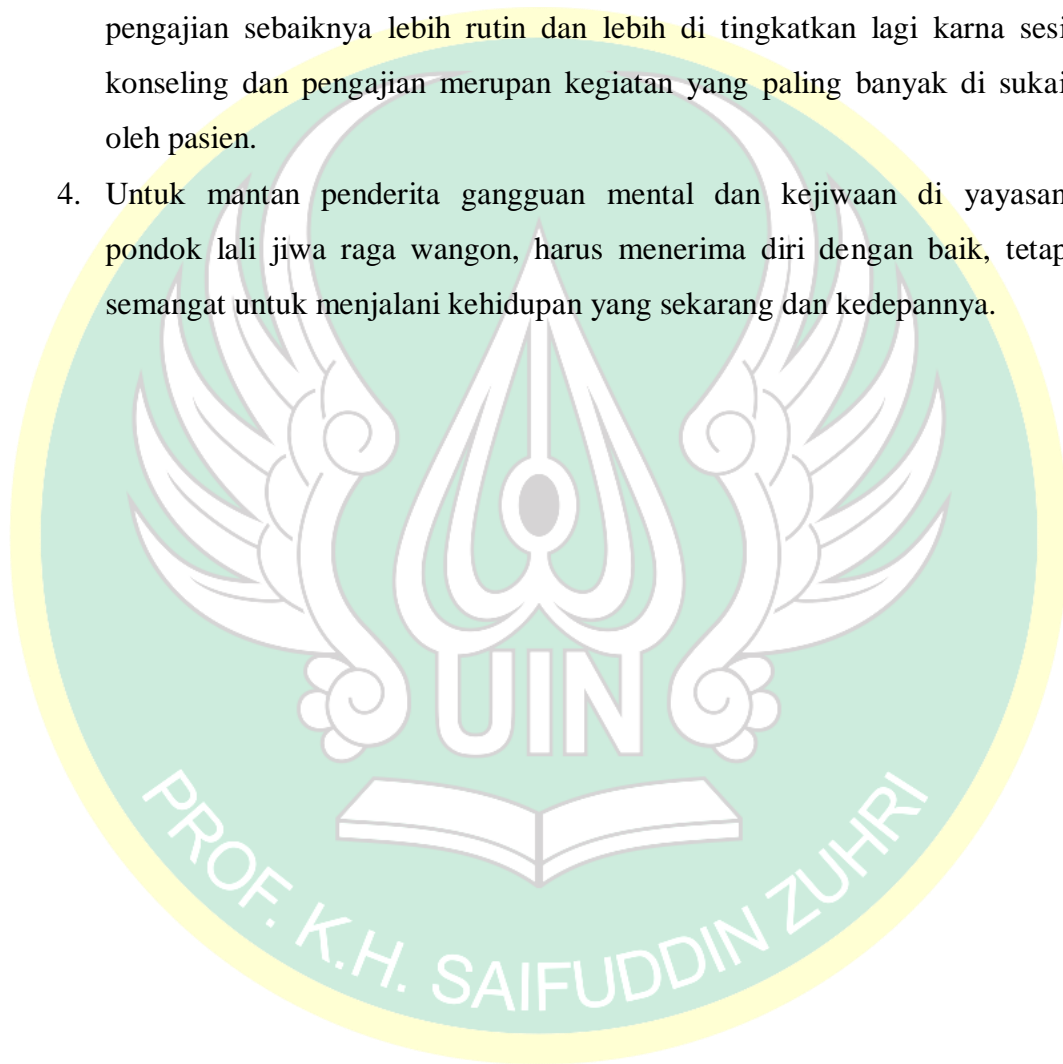 pengajian sebaiknya lebih rutin dan lebih di tingkatkan lagi karna sesi
konseling dan pengajian merupan kegiatan yang paling banyak di sukai
oleh pasien.
4. Untuk mantan penderita gangguan mental dan kejiwaan di yayasan
pondok lali jiwa raga wangon, harus menerima diri dengan baik, tetap
semangat untuk menjalani kehidupan yang sekarang dan kedepannya.
UIN
PROF. K.H. SAIFUDDIN ZUHRI